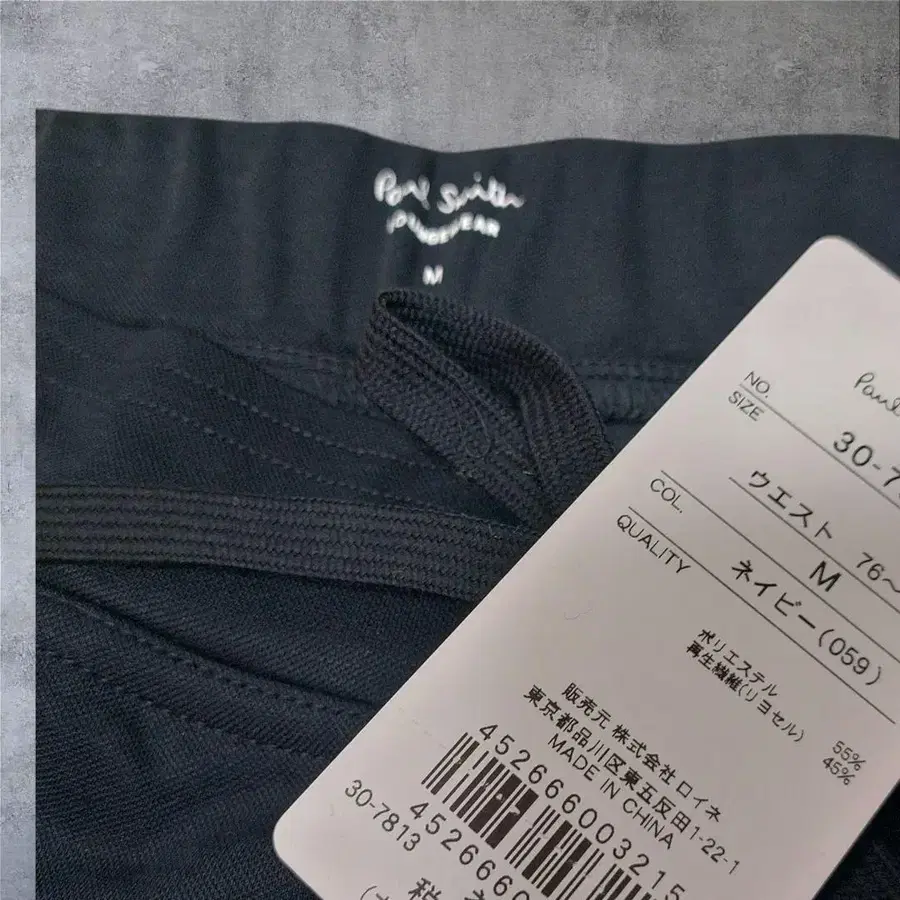 Paul Smith
LOUNGEWEAR
M
Paul
NO. 30-7
SIZE
ウエスト 76〜
M
COL. ネイビー(059)
QUALITY
ポリエステル 55%
再生繊維(リヨセル) 45%
販売元 株式会社 ロイネ
東京都品川区東五反田1-22-1
MADE IN CHINA
452666003215
30-7813
452666
税